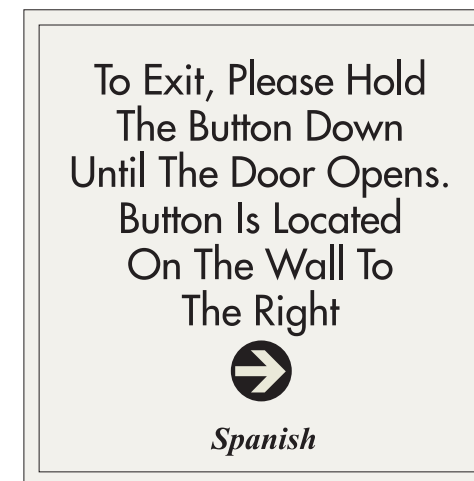 To Exit, Please Hold
The Button Down
Until The Door Opens.
Button Is Located
On The Wall To
The Right
Spanish